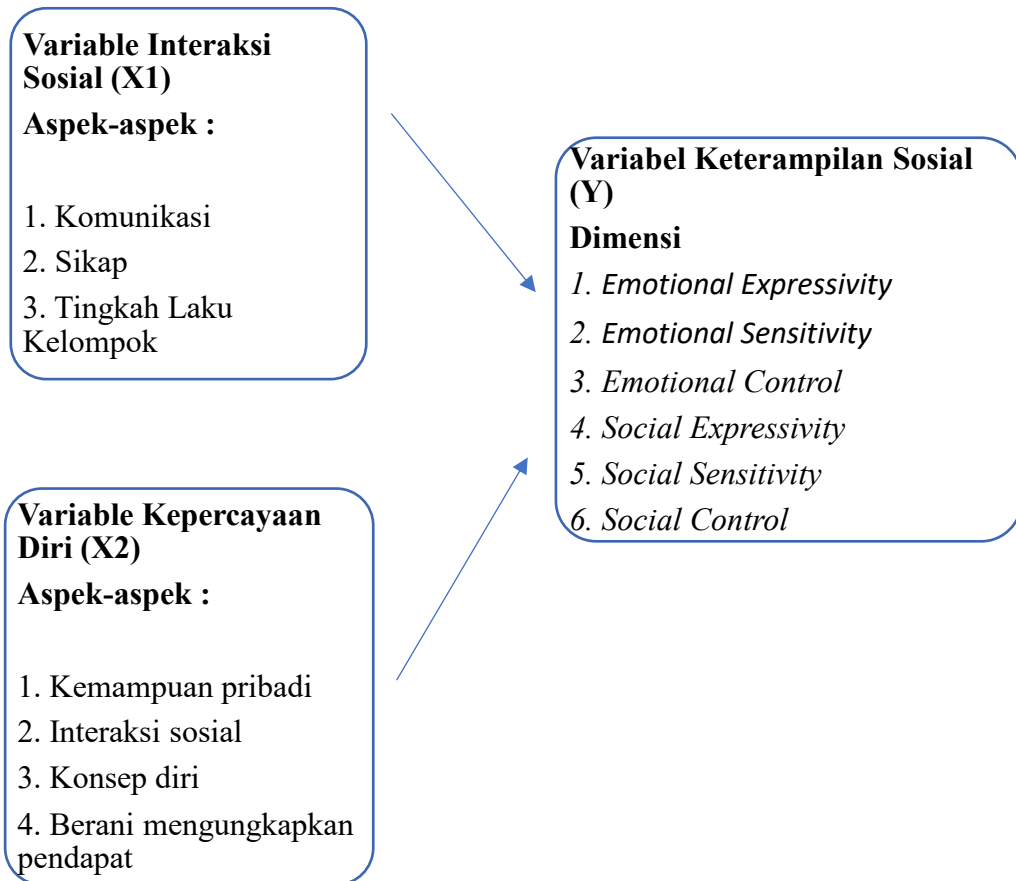 Variable Interaksi
Sosial (X1)
Aspek-aspek :
1. Komunikasi
2. Sikap
3. Tingkah Laku
Kelompok
Variable Kepercayaan
Diri (X2)
Aspek-aspek :
1. Kemampuan pribadi
2. Interaksi sosial
3. Konsep diri
4. Berani mengungkapkan
pendapat
Variabel Keterampilan Sosial
(Y)
Dimensi
1. Emotional Expressivity
2. Emotional Sensitivity
3. Emotional Control
4. Social Expressivity
5. Social Sensitivity
6. Social Control